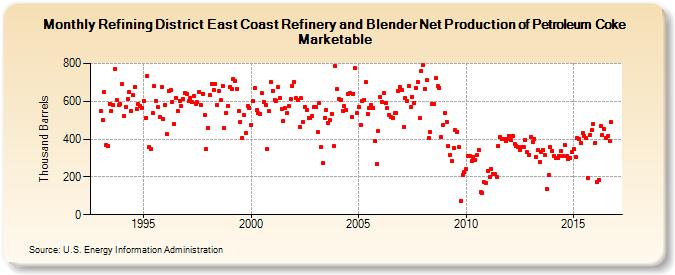 Monthly Refining District East Coast Refinery and Blender Net Production of Petroleum Coke
Marketable
Thousand Barrels
800
600
400
200
0
1995
2000
2005
2010
2015
Source: U.S. Energy Information Administration